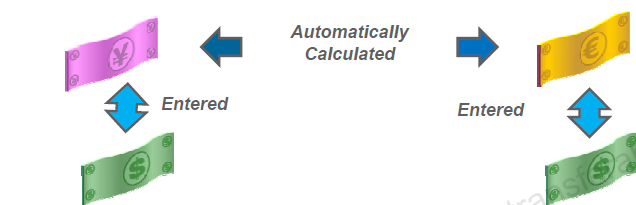 Automatically
Calculated
¥
€
Entered
Entered
$
$